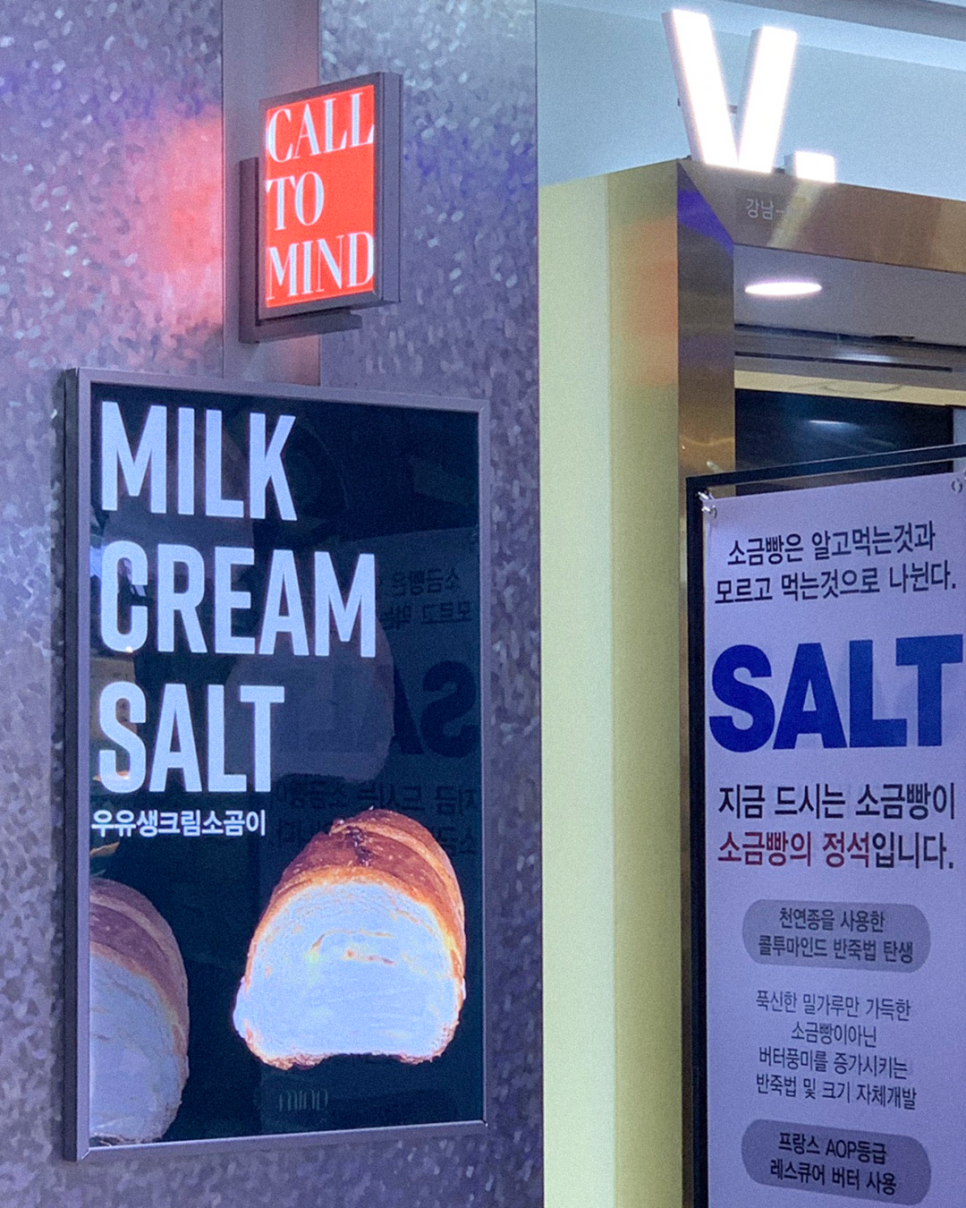 CALL
TO
MIND
V.
강남
MILK
CREAM
SALT
우유생크림소곰이
소금빵은 알고먹는것과
모르고 먹는것으로 나뉜다.
SALT
지금 드시는 소금빵이
소금빵의 정석입니다.
천연종을 사용한
콜투마인드 반죽법 탄생
푹신한 밀가루만 가득한
소금빵이아닌
버터풍미를 증가시키는
반죽법 및 크기 자체개발
프랑스 AOP등급
레스큐어 버터 사용